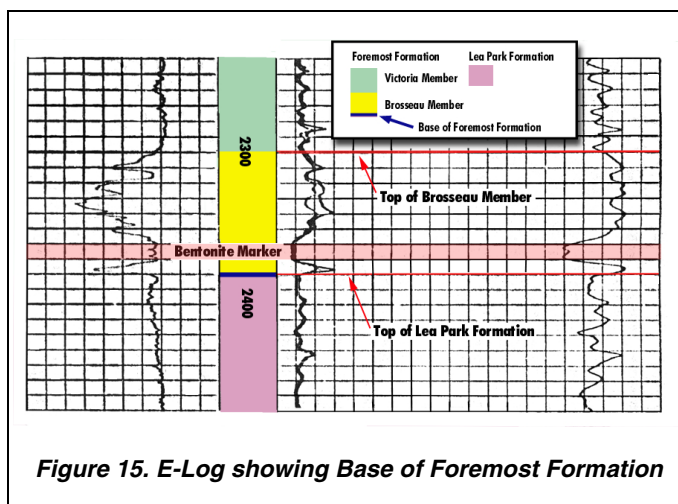 Foremost Formation Lea Park Formation
Victoria Member
Brosseau Member
Base of Foremost Formation
2300
Top of Brosseau Member
Bentonite Marker
2400
Top of Lea Park Formation
Figure 15. E-Log showing Base of Foremost Formation